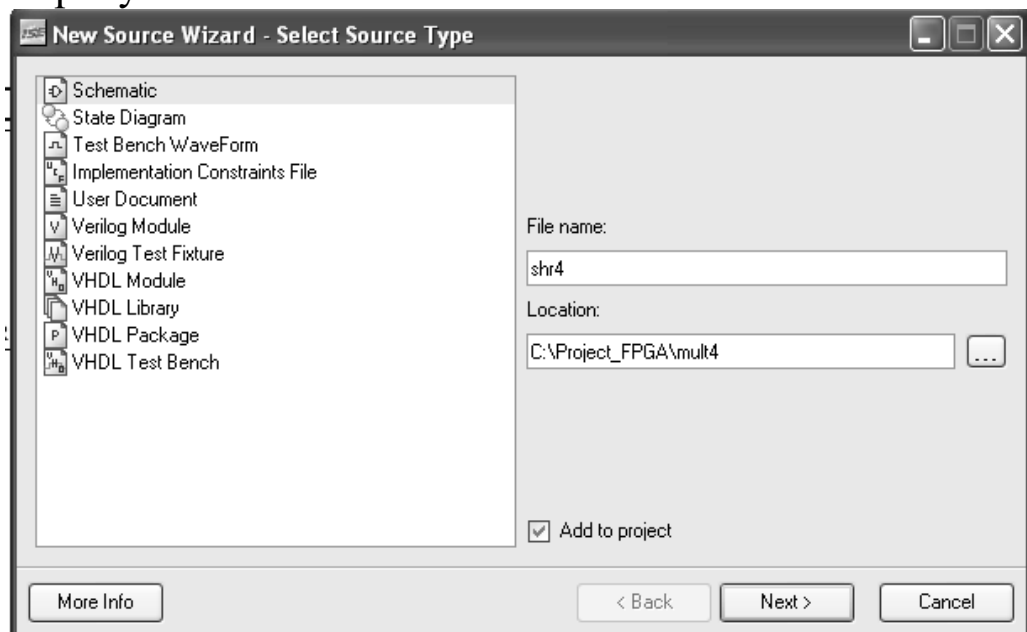 New Source Wizard - Select Source Type
Schematic
State Diagram
Test Bench WaveForm
Implementation Constraints File
User Document
Verilog Module
Verilog Test Fixture
VHDL Module
VHDL Library
VHDL Package
VHDL Test Bench
File name:
shr4
Location:
C:\Project_FPGA\mult4
...
Add to project
More Info
< Back
Next >
Cancel